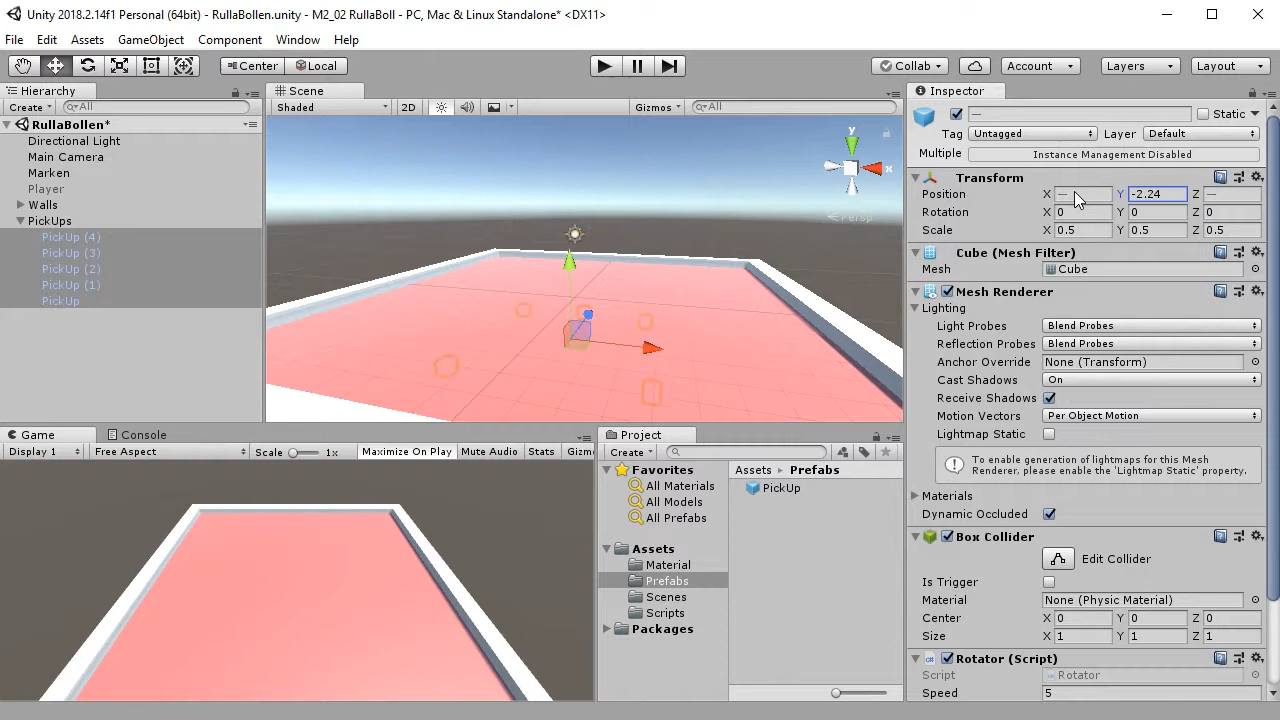 Unity 2018.2.14f1 Personal (64bit) - RullaBollen.unity - M2_02 RullaBoll - PC, Mac & Linux Standalone* <DX11>
File Edit Assets GameObject Component Window Help
Center Local Collab Account Layers Layout
Hierarchy
Create All
RullaBollen*
Directional Light
Main Camera
Marken
Player
Walls
PickUps
PickUp (4)
PickUp (3)
PickUp (2)
PickUp (1)
PickUp
Scene
Shaded 2D Gizmos All
y
x
Persp
Game Console
Display 1 Free Aspect Scale 1x Maximize On Play Mute Audio Stats Gizm
Project
Create
Favorites
All Materials
All Models
All Prefabs
Assets
Material
Prefabs
Scenes
Scripts
Packages
Assets Prefabs
PickUp
Inspector
— Static
Tag Untagged Layer Default
Multiple Instance Management Disabled
Transform
Position X — Y -2.24 Z —
Rotation X 0 Y 0 Z 0
Scale X 0.5 Y 0.5 Z 0.5
Cube (Mesh Filter)
Mesh Cube
Mesh Renderer
Lighting
Light Probes Blend Probes
Reflection Probes Blend Probes
Anchor Override None (Transform)
Cast Shadows On
Receive Shadows
Motion Vectors Per Object Motion
Lightmap Static
To enable generation of lightmaps for this Mesh
Renderer, please enable the 'Lightmap Static' property.
Materials
Dynamic Occluded
Box Collider
Edit Collider
Is Trigger
Material None (Physic Material)
Center X 0 Y 0 Z 0
Size X 1 Y 1 Z 1
Rotator (Script)
Script Rotator
Speed 5